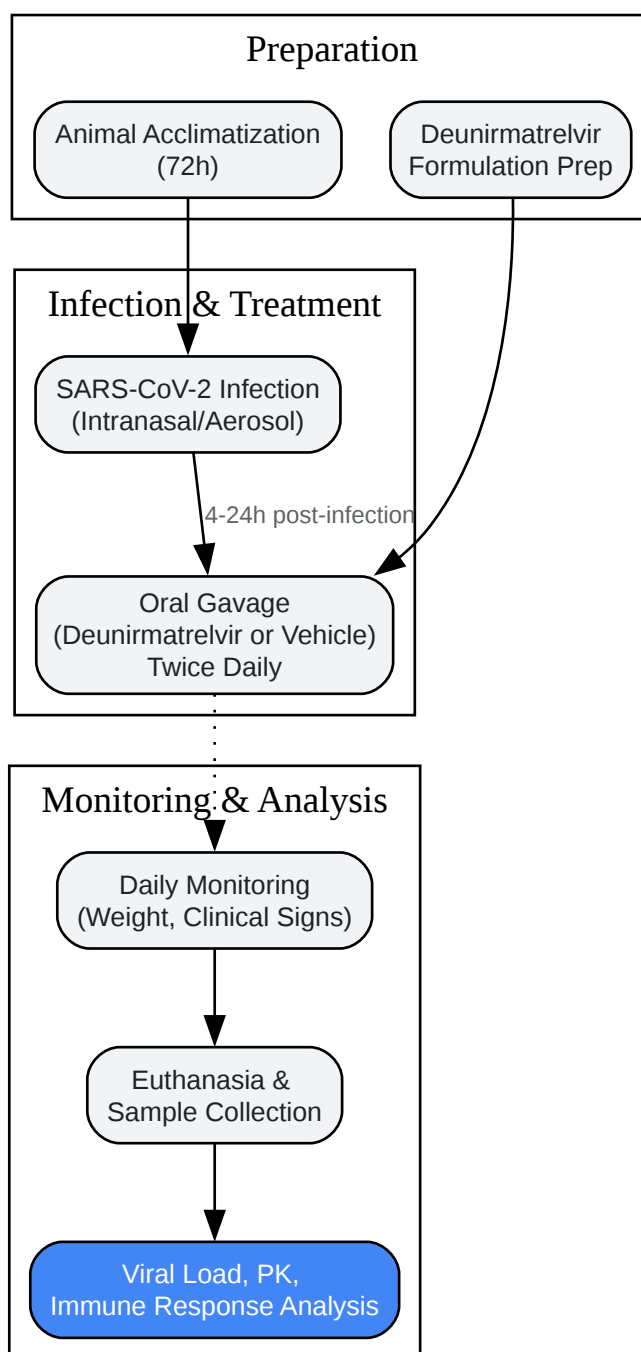 Preparation
Animal Acclimatization
(72h)
Deunirmatrelvir
Formulation Prep
Infection & Treatment
SARS-CoV-2 Infection
(Intranasal/Aerosol)
4-24h post-infection
Oral Gavage
(Deunirmatrelvir or Vehicle)
Twice Daily
Monitoring & Analysis
Daily Monitoring
(Weight, Clinical Signs)
Euthanasia &
Sample Collection
Viral Load, PK,
Immune Response Analysis